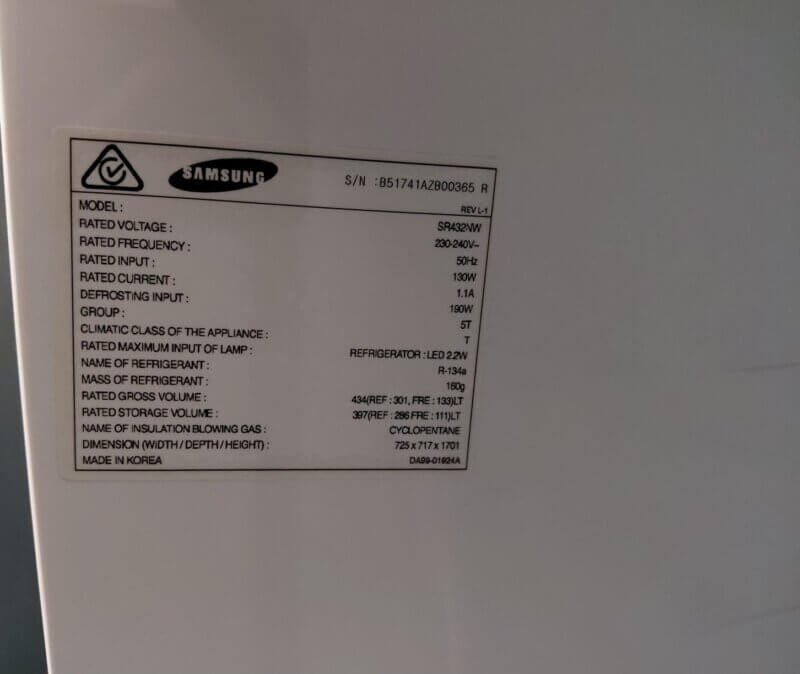 SAMSUNG S/N :B51741AZB00365 R
REV L-1
MODEL : SR432NW
RATED VOLTAGE : 230-240V~
RATED FREQUENCY : 50Hz
RATED INPUT : 130W
RATED CURRENT : 1.1A
DEFROSTING INPUT : 190W
GROUP : 5T
CLIMATIC CLASS OF THE APPLIANCE : T
RATED MAXIMUM INPUT OF LAMP : REFRIGERATOR : LED 2.2W
NAME OF REFRIGERANT : R-134a
MASS OF REFRIGERANT : 160g
RATED GROSS VOLUME : 434(REF : 301, FRE : 133)LT
RATED STORAGE VOLUME : 397(REF : 286 FRE : 111)LT
NAME OF INSULATION BLOWING GAS : CYCLOPENTANE
DIMENSION (WIDTH / DEPTH / HEIGHT) : 725 x 717 x 1701
MADE IN KOREA DA99-01924A